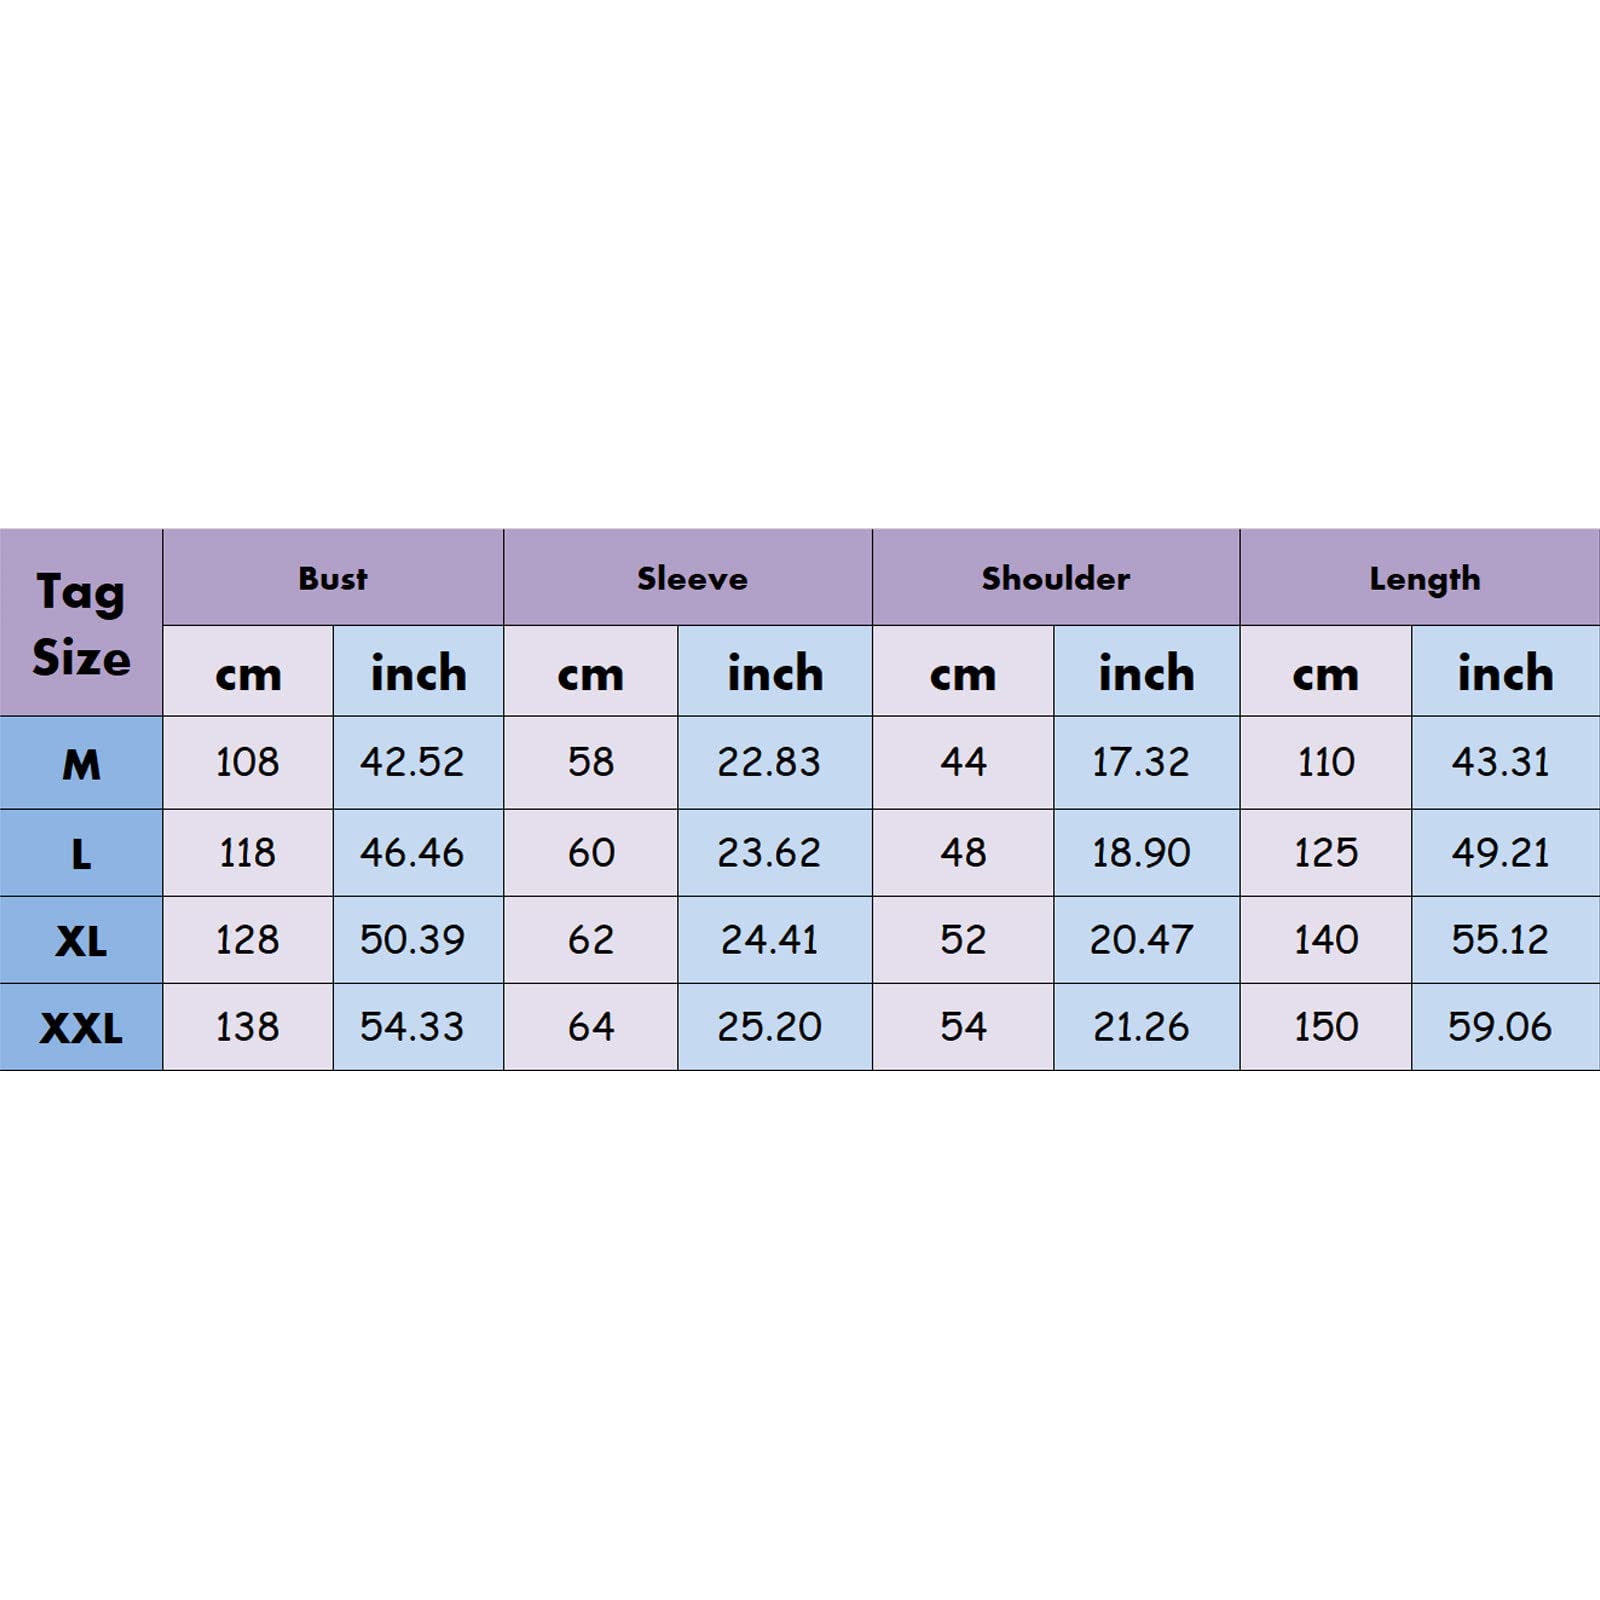 Tag Size Bust Sleeve Shoulder Length
cm inch cm inch cm inch cm inch
M 108 42.52 58 22.83 44 17.32 110 43.31
L 118 46.46 60 23.62 48 18.90 125 49.21
XL 128 50.39 62 24.41 52 20.47 140 55.12
XXL 138 54.33 64 25.20 54 21.26 150 59.06